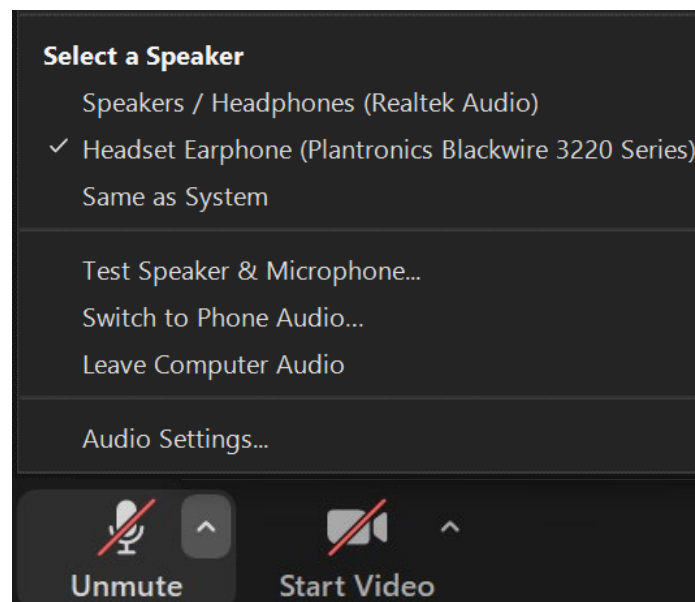 Select a Speaker
Speakers / Headphones (Realtek Audio)
Headset Earphone (Plantronics Blackwire 3220 Series)
Same as System
Test Speaker & Microphone...
Switch to Phone Audio...
Leave Computer Audio
Audio Settings...
Unmute
Start Video